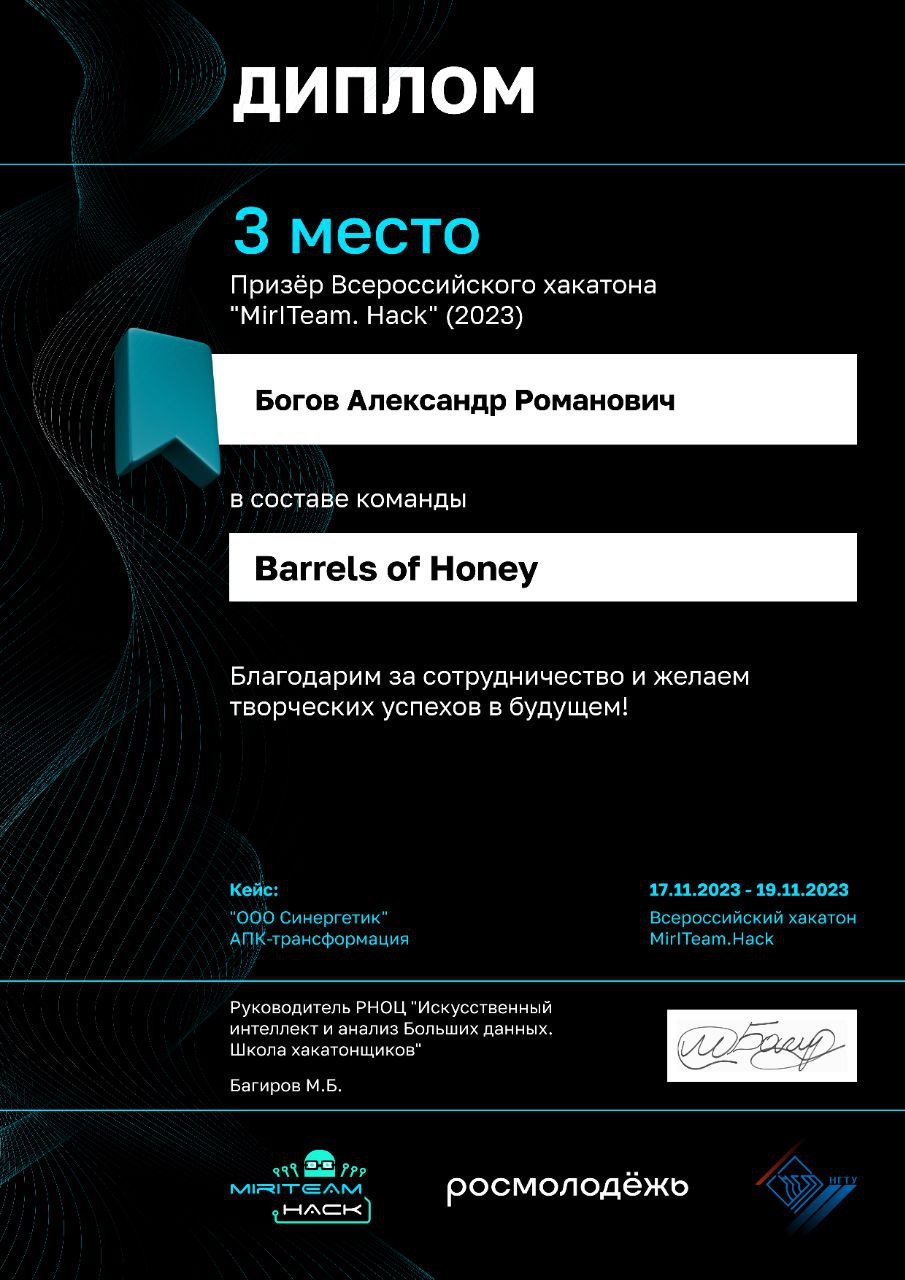 ДИПЛОМ
3 место
Призёр Всероссийского хакатона
"MirITeam. Hack" (2023)
Богов Александр Романович
в составе команды
Barrels of Honey
Благодарим за сотрудничество и желаем
творческих успехов в будущем!
Кейс:
"ООО Синергетик"
АПК-трансформация
17.11.2023 - 19.11.2023
Всероссийский хакатон
MirITeam.Hack
Руководитель РНОЦ "Искусственный
интеллект и анализ Больших данных.
Школа хакатонщиков"
Багиров М.Б.
MIRITEAM
HACK
росмолодёжь
НГТУ